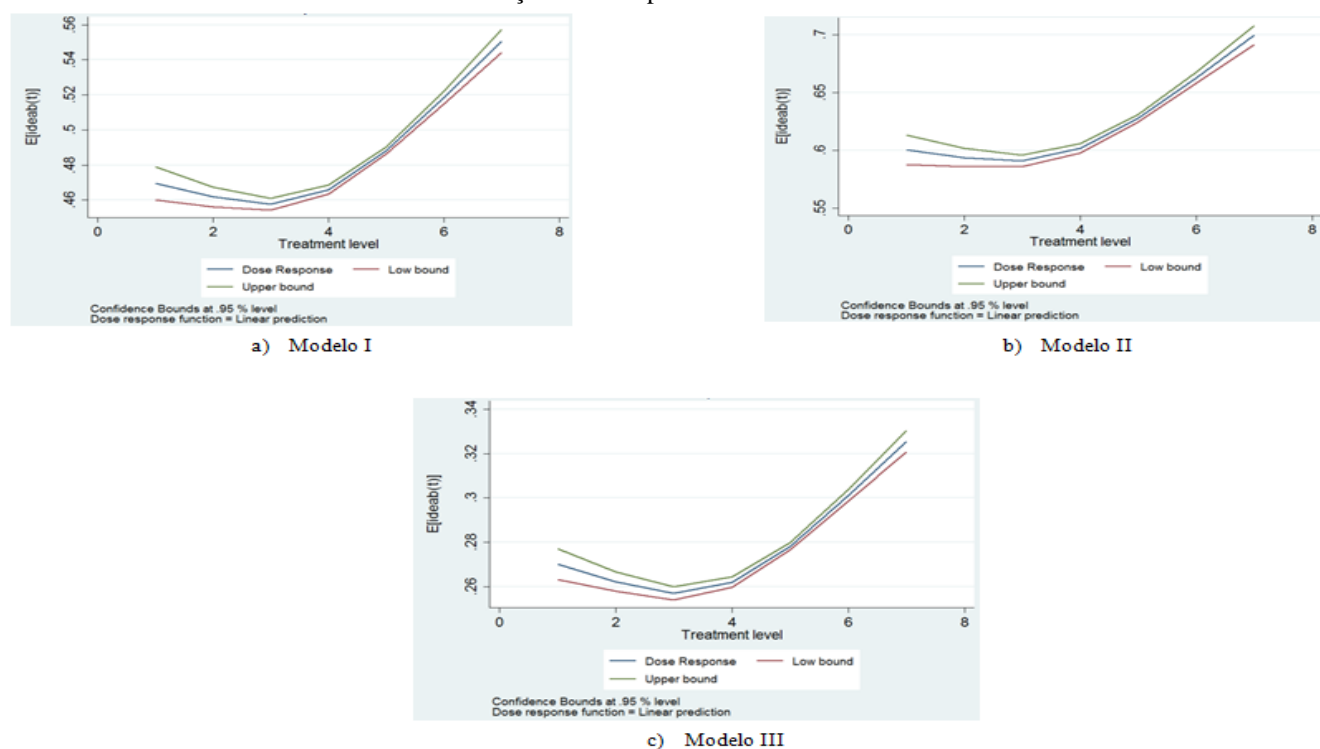 .56
.54
.52
.5
.48
.46
E[ideab(t)]
0 2 4 6 8
Treatment level
Dose Response Low bound
Upper bound
Confidence Bounds at .95 % level
Dose response function = Linear prediction
a) Modelo I
.7
.65
.6
.55
E[ideab(t)]
0 2 4 6 8
Treatment level
Dose Response Low bound
Upper bound
Confidence Bounds at .95 % level
Dose response function = Linear prediction
b) Modelo II
.34
.32
.3
.28
.26
E[ideab(t)]
0 2 4 6 8
Treatment level
Dose Response Low bound
Upper bound
Confidence Bounds at .95 % level
Dose response function = Linear prediction
c) Modelo III